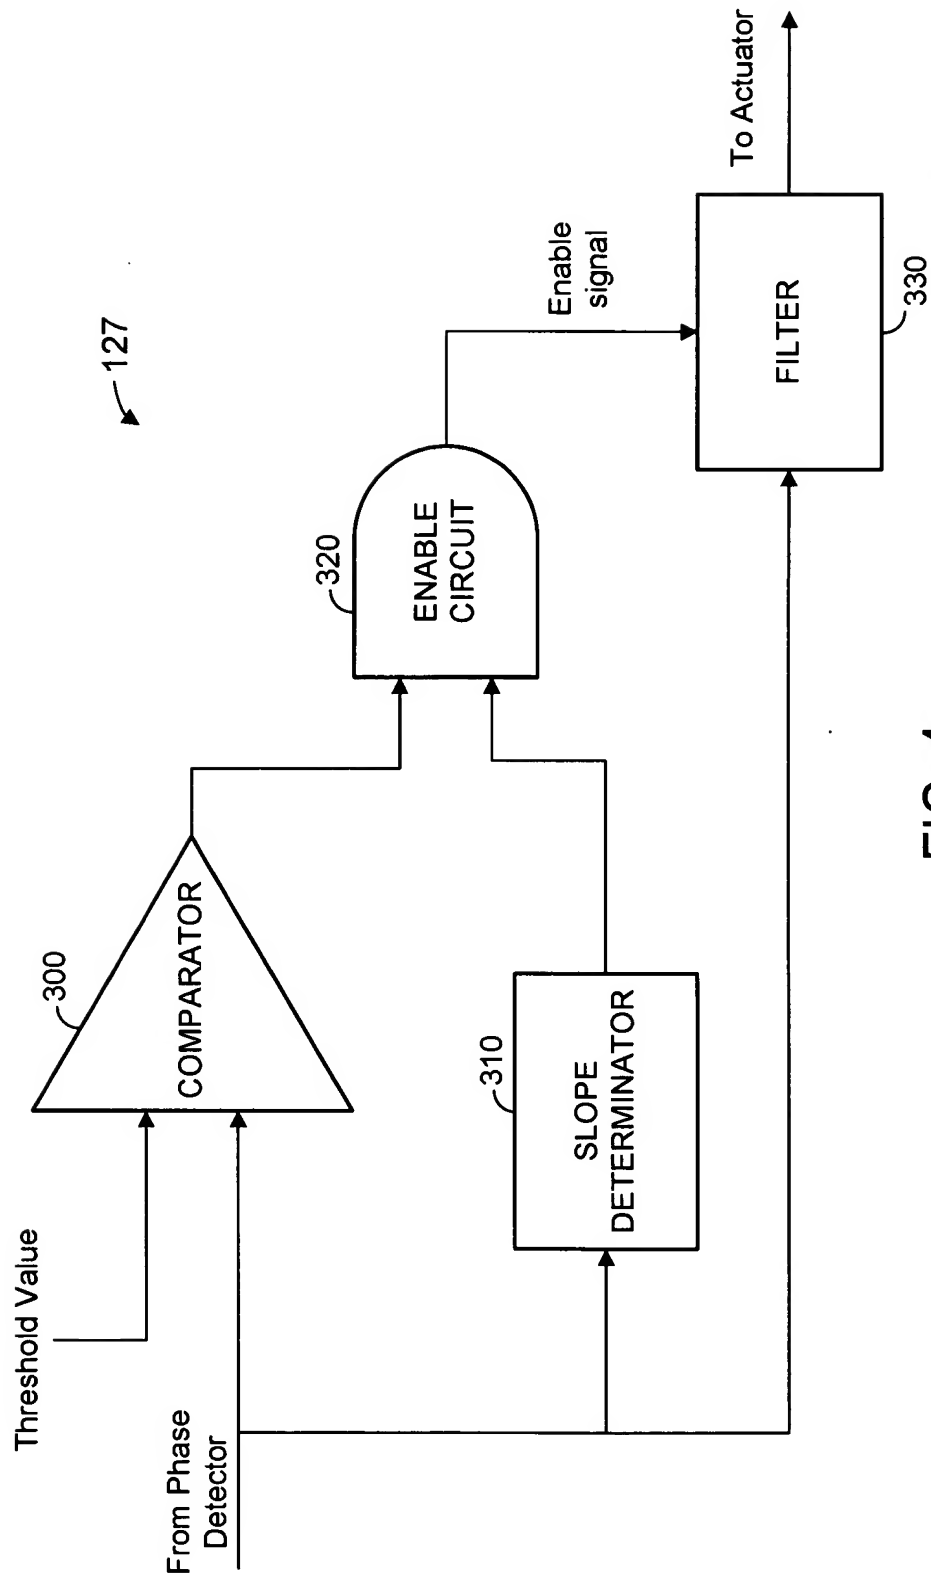 127
Threshold Value
From Phase
Detector
300
COMPARATOR
310
SLOPE
DETERMINATOR
320
ENABLE
CIRCUIT
Enable
signal
FILTER
330
To Actuator